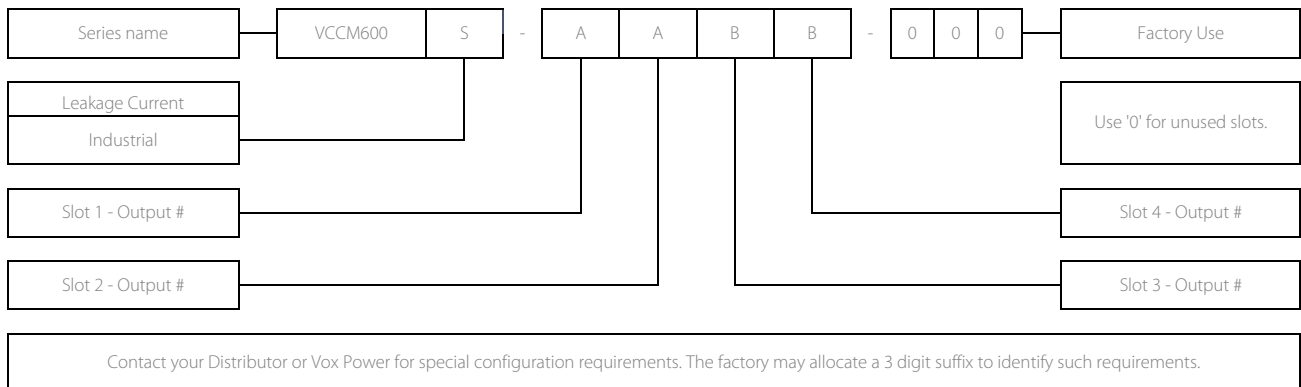 Series name VCCM600 S - A A B B - 0 0 0 Factory Use
Leakage Current
Industrial
Use '0' for unused slots.
Slot 1 - Output #
Slot 4 - Output #
Slot 2 - Output #
Slot 3 - Output #
Contact your Distributor or Vox Power for special configuration requirements. The factory may allocate a 3 digit suffix to identify such requirements.